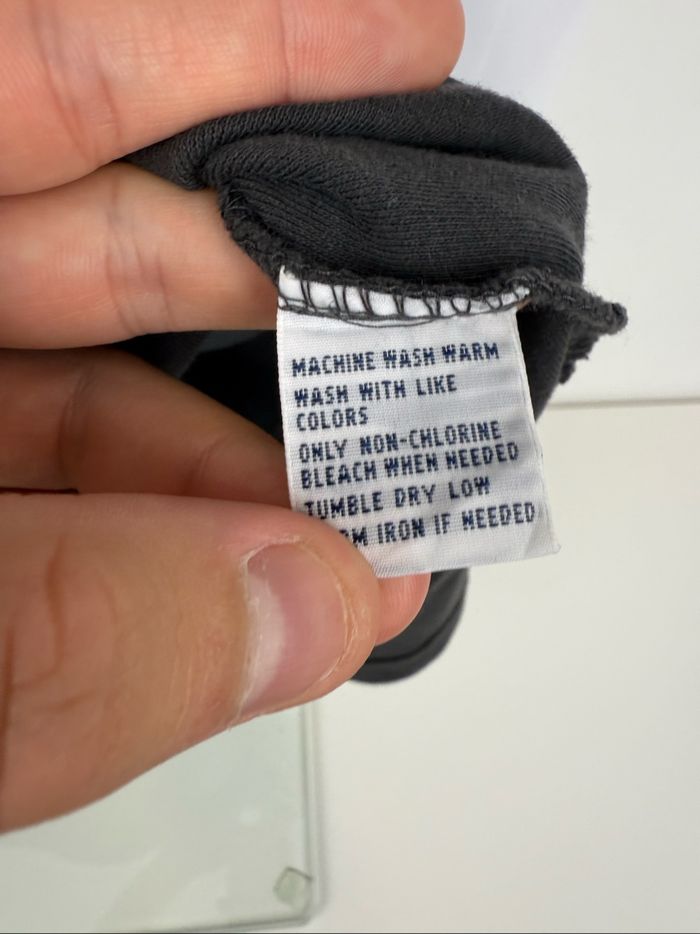 MACHINE WASH WARM
WASH WITH LIKE
COLORS
ONLY NON-CHLORINE
BLEACH WHEN NEEDED
TUMBLE DRY LOW
IRON IF NEEDED